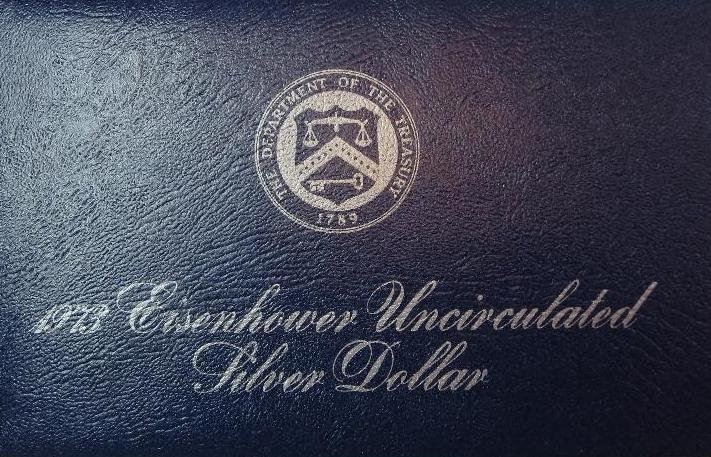 THE DEPARTMENT OF THE TREASURY
1789
1973 Eisenhower Uncirculated
Silver Dollar